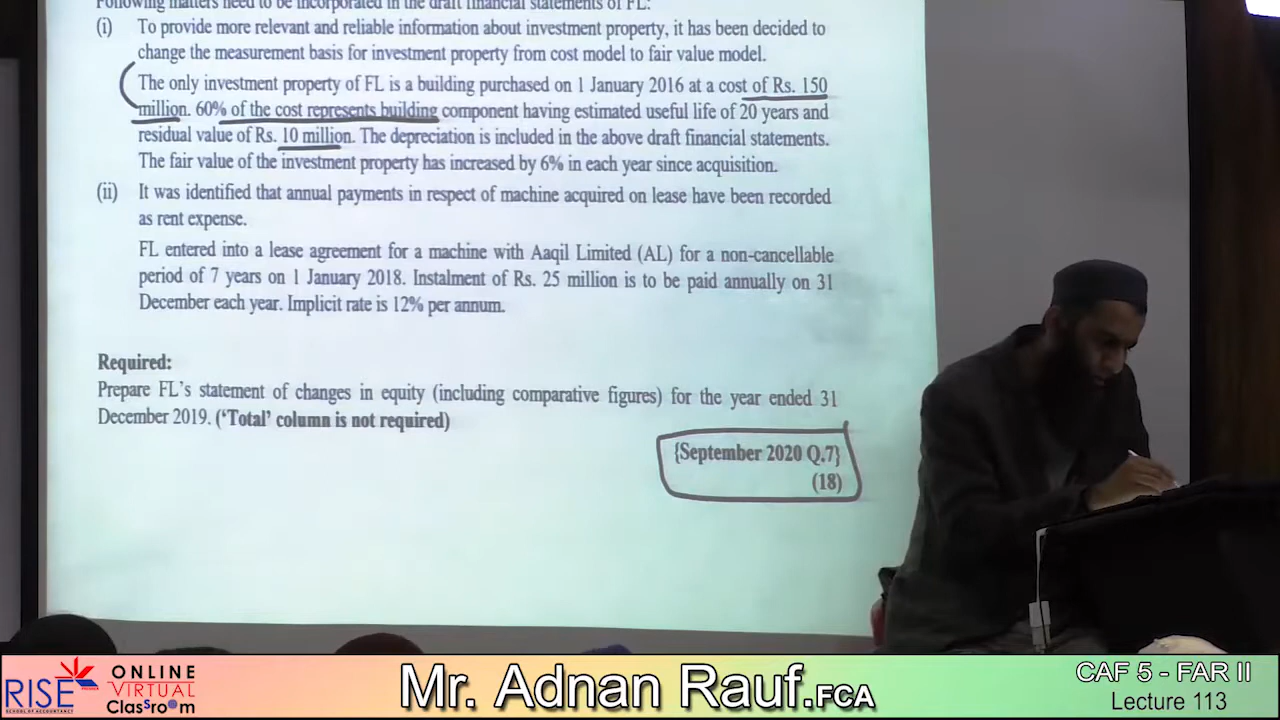 Following matters need to be incorporated in the draft financial statements of FL:
(i) To provide more relevant and reliable information about investment property, it has been decided to
change the measurement basis for investment property from cost model to fair value model.
The only investment property of FL is a building purchased on 1 January 2016 at a cost of Rs. 150
million. 60% of the cost represents building component having estimated useful life of 20 years and
residual value of Rs. 10 million. The depreciation is included in the above draft financial statements.
The fair value of the investment property has increased by 6% in each year since acquisition.
(ii) It was identified that annual payments in respect of machine acquired on lease have been recorded
as rent expense.
FL entered into a lease agreement for a machine with Aaqil Limited (AL) for a non-cancellable
period of 7 years on 1 January 2018. Instalment of Rs. 25 million is to be paid annually on 31
December each year. Implicit rate is 12% per annum.
Required:
Prepare FL's statement of changes in equity (including comparative figures) for the year ended 31
December 2019. ('Total' column is not required)
{September 2020 Q.7}
(18)
RISE
SCHOOL OF ACCOUNTANCY
ONLINE
VIRTUAL
ClasSro@m
Mr. Adnan Rauf.FCA
CAF 5 - FAR II
Lecture 113